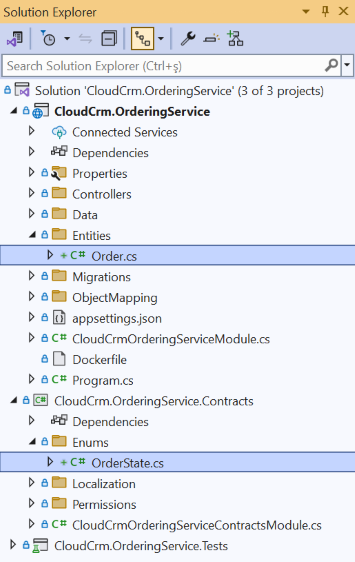 Solution Explorer
Search Solution Explorer (Ctrl+ş)
Solution 'CloudCrm.OrderingService' (3 of 3 projects)
CloudCrm.OrderingService
Connected Services
Dependencies
Properties
Controllers
Data
Entities
+ C# Order.cs
Migrations
ObjectMapping
appsettings.json
C# CloudCrmOrderingServiceModule.cs
Dockerfile
C# Program.cs
C# CloudCrm.OrderingService.Contracts
Dependencies
Enums
+ C# OrderState.cs
Localization
Permissions
C# CloudCrmOrderingServiceContractsModule.cs
CloudCrm.OrderingService.Tests